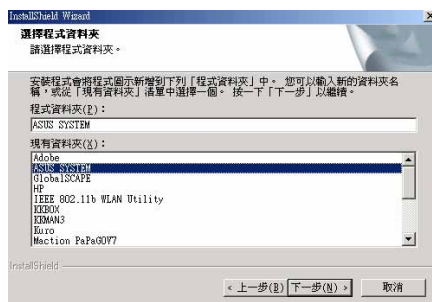 InstallShield Wizard
選擇程式資料夾
請選擇程式資料夾。
安裝程式會將程式圖示新增到下列「程式資料夾」中。 您可以輸入新的資料夾名
稱,或從「現有資料夾」清單中選擇一個。 按一下「下一步」以繼續。
程式資料夾(P):
ASUS SYSTEM
現有資料夾(X):
Adobe
ASUS SYSTEM
GlobalSCAPE
HP
IEEE 802.11b WLAN Utility
KKBOX
KKMAN3
Kuro
Maction PaPaGOV7
InstallShield
< 上一步(B)
下一步(N) >
取消